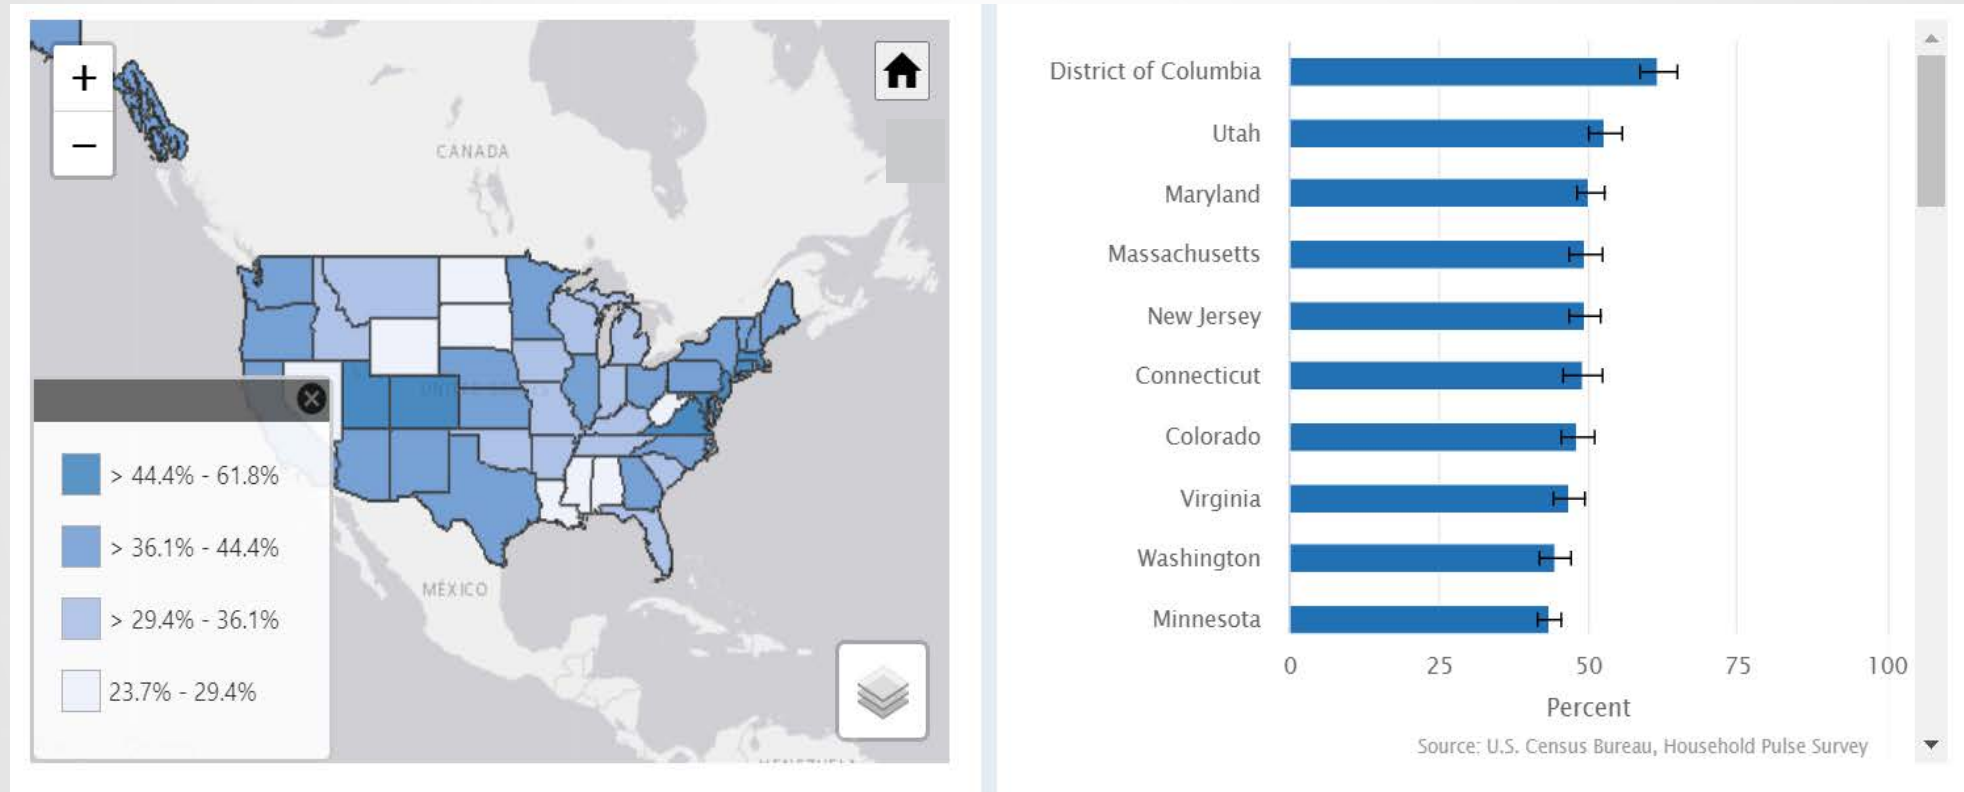 +
−
CANADA
MÉXICO
> 44.4% - 61.8%
> 36.1% - 44.4%
> 29.4% - 36.1%
23.7% - 29.4%
District of Columbia
Utah
Maryland
Massachusetts
New Jersey
Connecticut
Colorado
Virginia
Washington
Minnesota
0 25 50 75 100
Percent
Source: U.S. Census Bureau, Household Pulse Survey